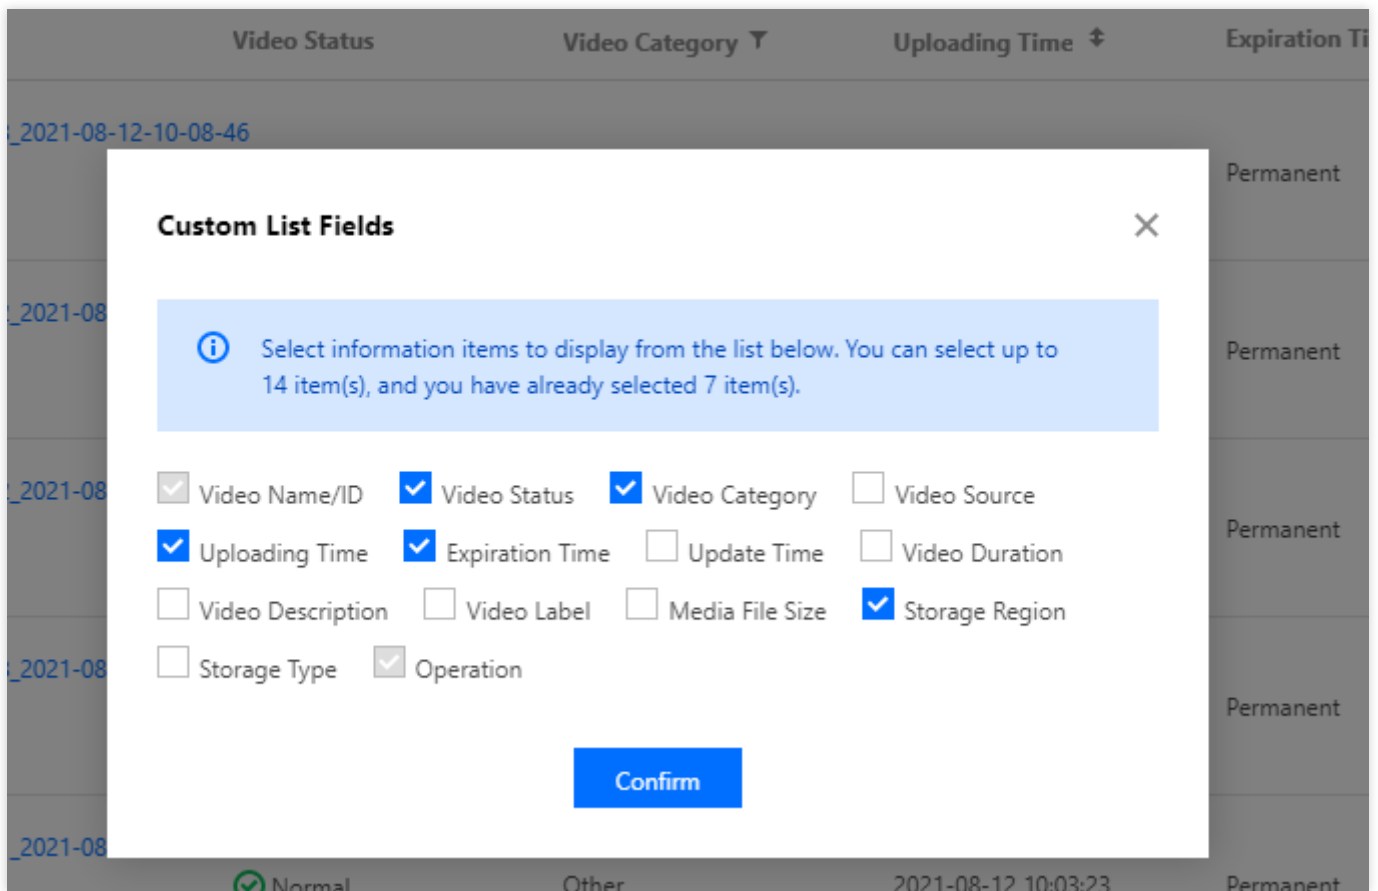 Video Status Video Category Uploading Time Expiration Ti
_2021-08-12-10-08-46
Permanent
Custom List Fields
_2021-08
Select information items to display from the list below. You can select up to
Permanent
14 item(s), and you have already selected 7 item(s).
_2021-08
Video Name/ID Video Status Video Category Video Source
Permanent
Uploading Time Expiration Time Update Time Video Duration
Video Description Video Label Media File Size Storage Region
_2021-08
Storage Type Operation
Permanent
Confirm
_2021-08
Normal Other 2021-08-12 10:03:23 Permanent